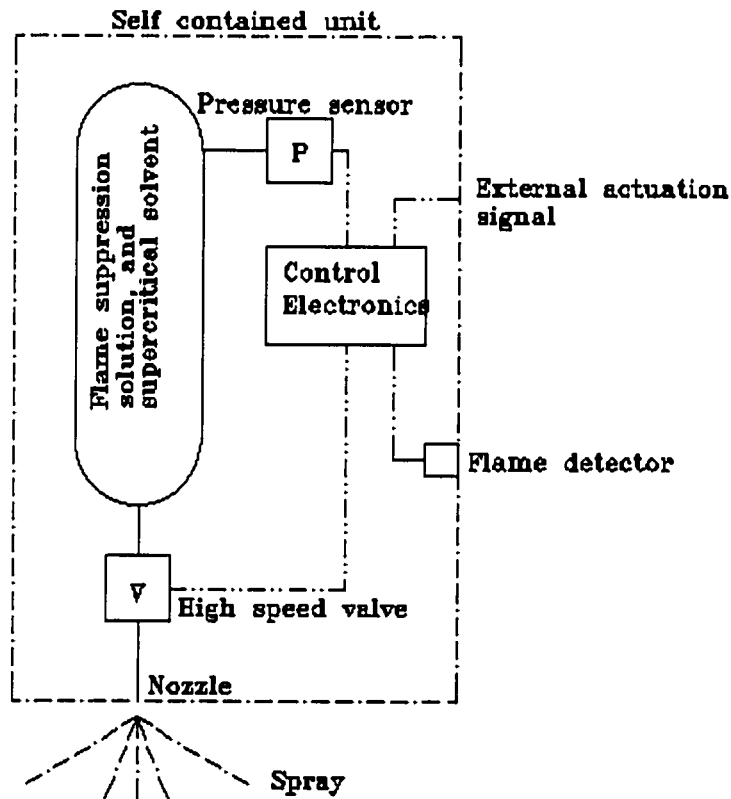 Self contained unit
Pressure sensor
P
Flame suppression
solution, and
supercritical solvent
External actuation
signal
Control
Electronics
Flame detector
V
High speed valve
Nozzle
Spray